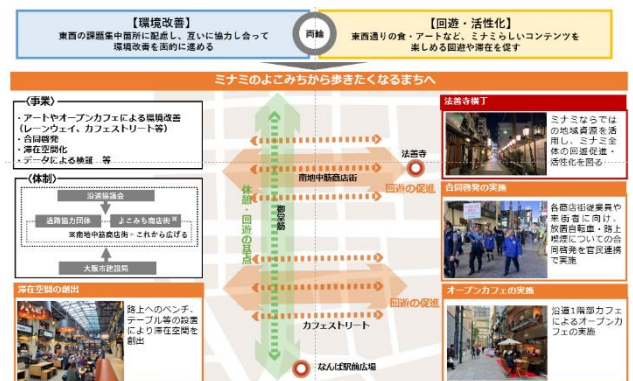 【環境改善】
東西の課題集中箇所に配慮し、互いに協力し合って
環境改善を面的に進める
両輪
【回遊・活性化】
東西通りの食・アートなど、ミナミらしいコンテンツを
楽しめる回遊や滞在を促す
ミナミのよこみちから歩きたくなるまちへ
〈事業〉
・アートやオープンカフェによる環境改善
（レーンウェイ、カフェストリート等）
・合同啓発
・滞在空間化
・データによる検証 等
〈体制〉
沿道協議会
道路協力団体
よこみち商店街※
※南地中筋商店街+これから広げる
大阪市建設局
滞在空間の創出
路上へのベンチ、
テーブル等の設置
により滞在空間を
創出
休憩・回遊の基点
御堂筋
南地中筋商店街
法善寺
回遊の促進
回遊の促進
カフェストリート
なんば駅前広場
法善寺横丁
ミナミならでは
の地域資源を活
用し、ミナミ全
体の回遊促進・
活性化を図る
合同啓発の実施
各商店街従業員や
来街者に向け、
放置自転車・路上
喫煙についての合
同啓発を官民連携
で実施
オープンカフェの実施
沿道1階部カフェ
によるオープンカ
フェの実施